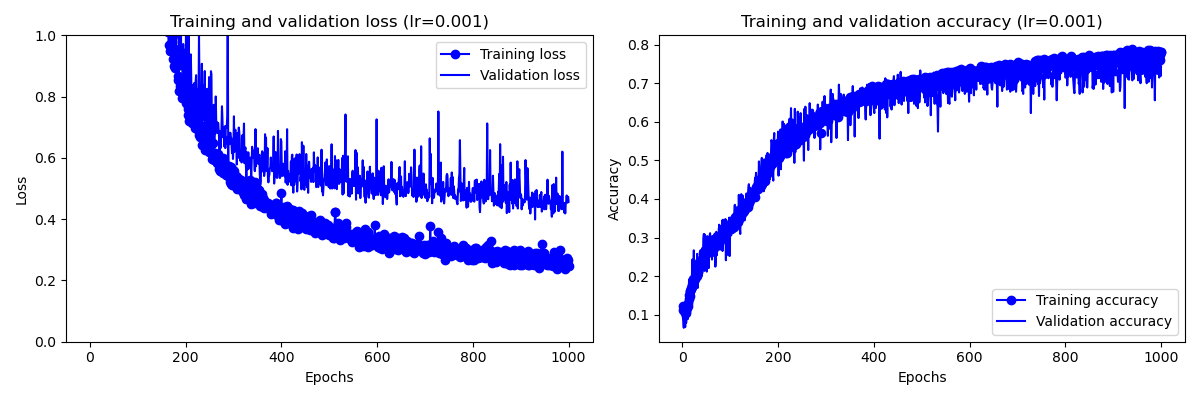 Training and validation loss (lr=0.001)
1.0
0.8
0.6
0.4
0.2
0.0
Loss
Training loss
Validation loss
0
200
400
600
800
1000
Epochs
Training and validation accuracy (lr=0.001)
0.8
0.7
0.6
0.5
0.4
0.3
0.2
0.1
Accuracy
Training accuracy
Validation accuracy
0
200
400
600
800
1000
Epochs